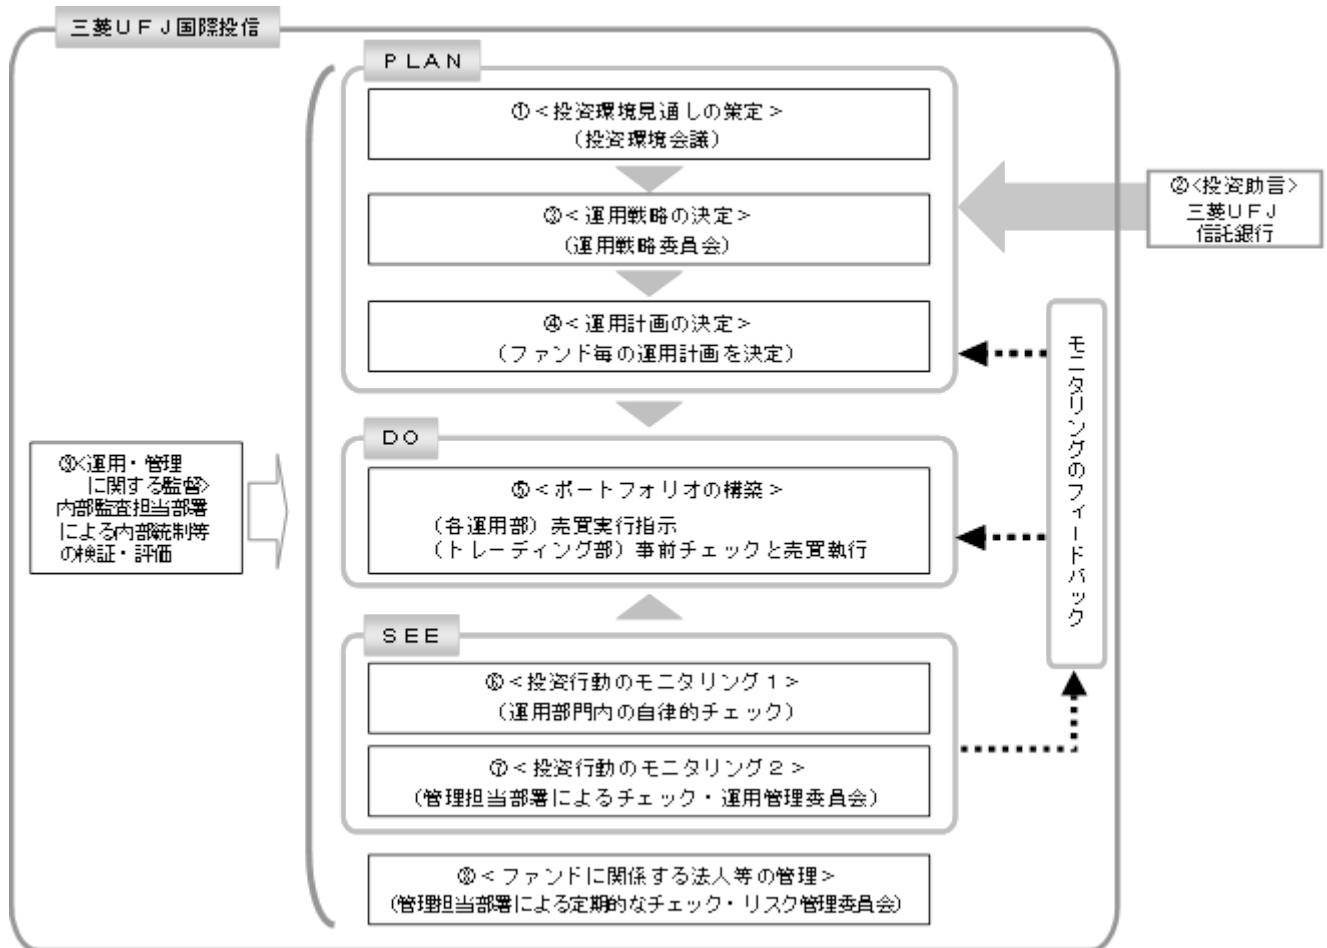 三菱ＵＦＪ国際投信
ＰＬＡＮ
①＜投資環境見通しの策定＞
（投資環境会議）
②＜投資助言＞
三菱ＵＦＪ
信託銀行
③＜運用戦略の決定＞
（運用戦略委員会）
④＜運用計画の決定＞
（ファンド毎の運用計画を決定）
モニタリングのフィードバック
ＤＯ
⑤＜ポートフォリオの構築＞
（各運用部）売買実行指示
（トレーディング部）事前チェックと売買執行
⑨＜運用・管理
に関する監督＞
内部監査担当部署
による内部統制等
の検証・評価
ＳＥＥ
⑥＜投資行動のモニタリング１＞
（運用部門内の自律的チェック）
⑦＜投資行動のモニタリング２＞
（管理担当部署によるチェック・運用管理委員会）
⑧＜ファンドに関係する法人等の管理＞
（管理担当部署による定期的なチェック・リスク管理委員会）